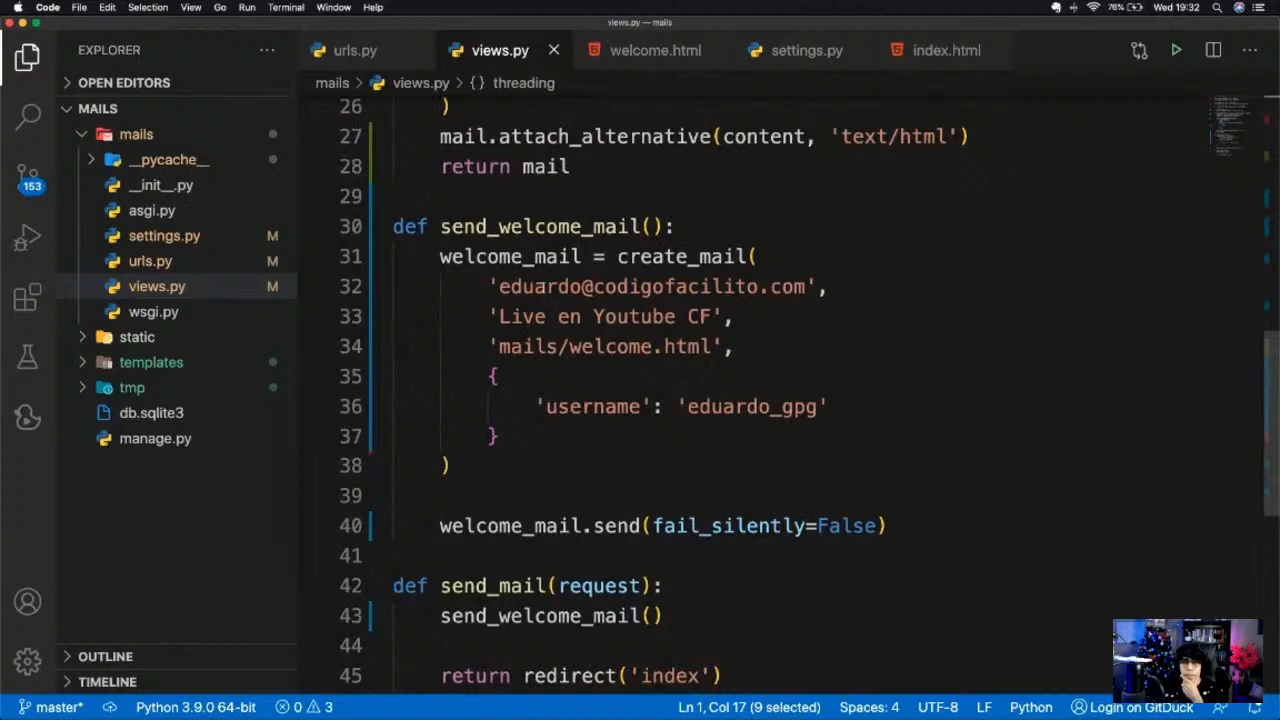 Code File Edit Selection View Go Run Terminal Window Help 76% Wed 19:32
views.py — mails
EXPLORER
urls.py views.py welcome.html settings.py index.html
OPEN EDITORS
mails > views.py > {} threading
MAILS
mails
__pycache__
__init__.py
asgi.py
settings.py M
urls.py M
views.py M
wsgi.py
static
templates
tmp
db.sqlite3
manage.py
153
OUTLINE
TIMELINE
26 )
27 mail.attach_alternative(content, 'text/html')
28 return mail
29
30 def send_welcome_mail():
31 welcome_mail = create_mail(
32 'eduardo@codigofacilito.com',
33 'Live en Youtube CF',
34 'mails/welcome.html',
35 {
36 'username': 'eduardo_gpg'
37 }
38 )
39
40 welcome_mail.send(fail_silently=False)
41
42 def send_mail(request):
43 send_welcome_mail()
44
45 return redirect('index')
master* Python 3.9.0 64-bit 0 3 Ln 1, Col 17 (9 selected) Spaces: 4 UTF-8 LF Python Login on GitDuck